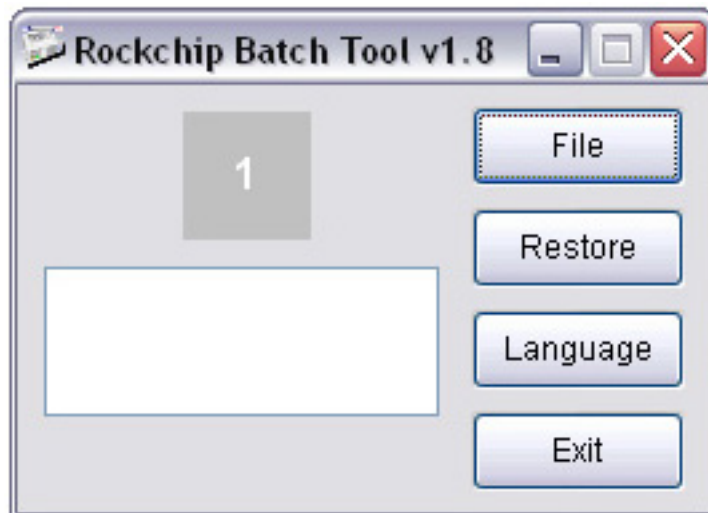 Rockchip Batch Tool v1.8
1
File
Restore
Language
Exit